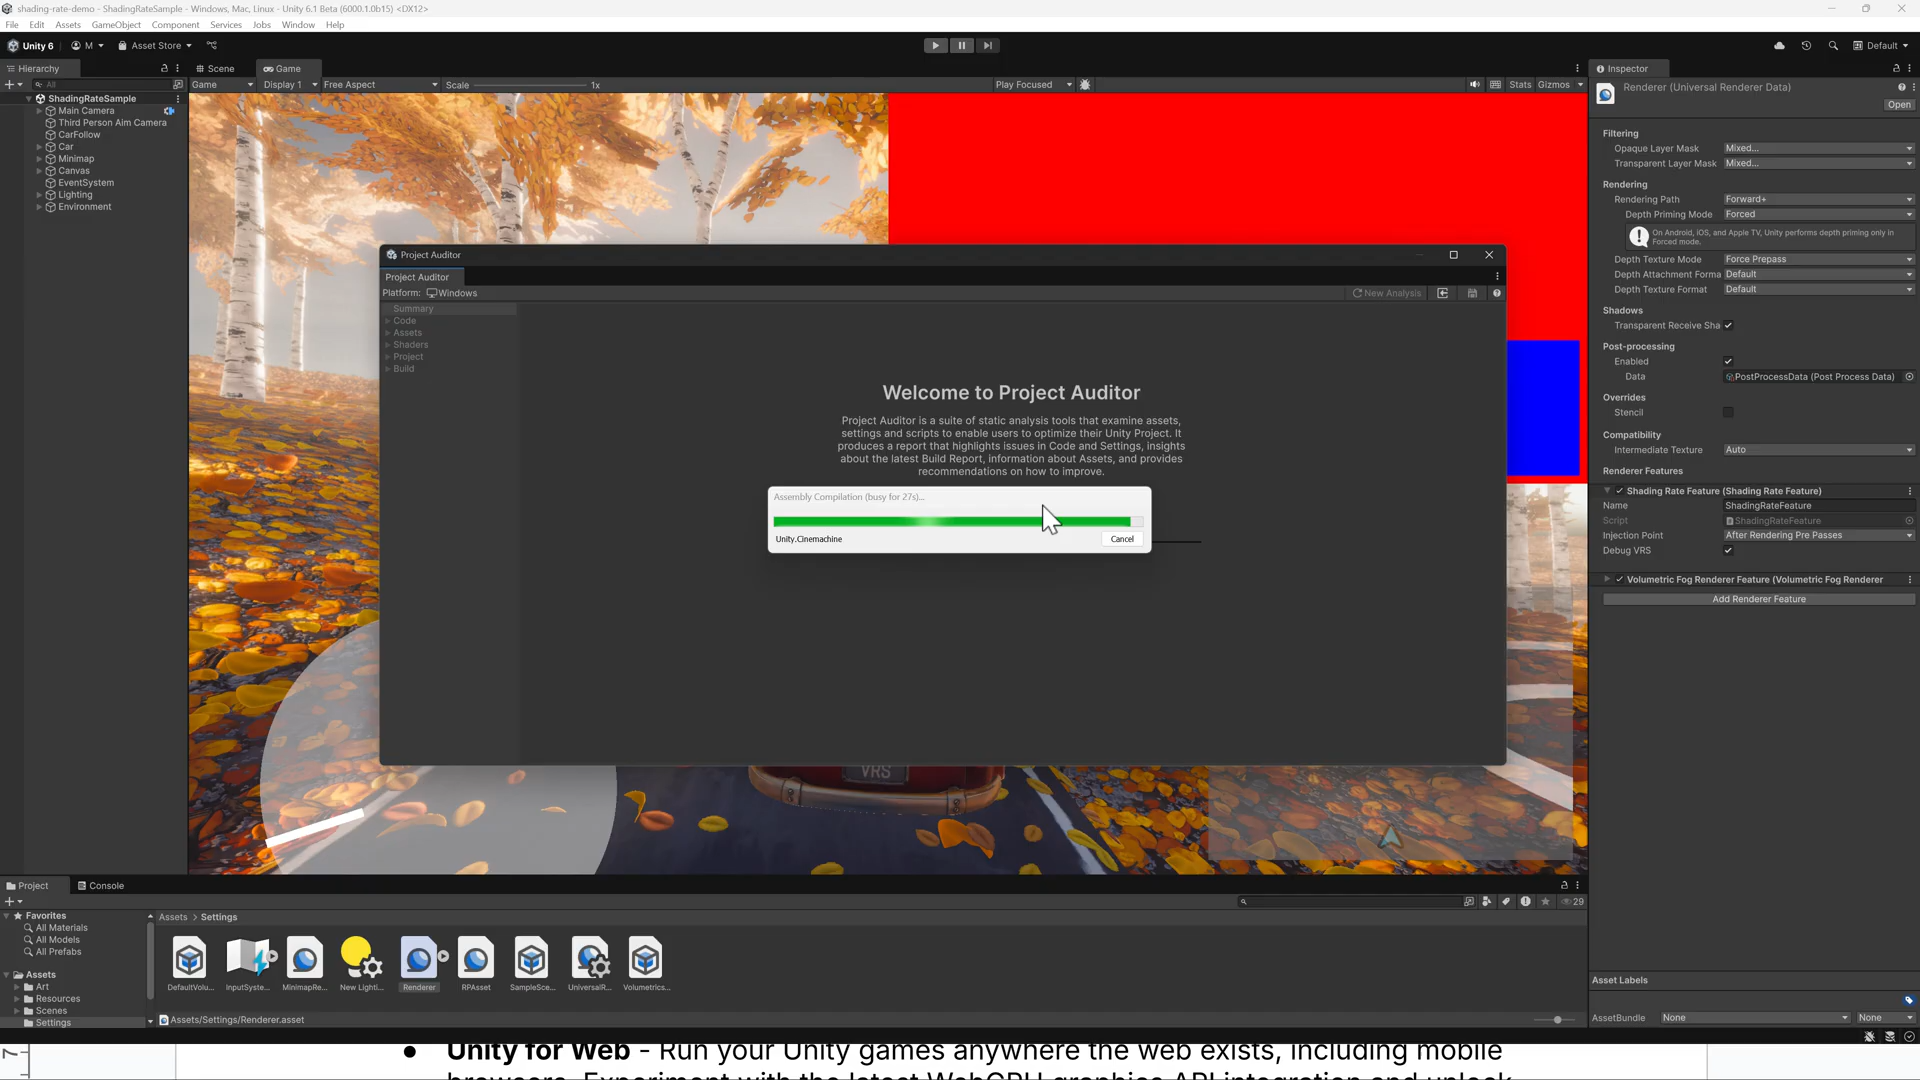 shading-rate-demo - ShadingRateSample - Windows, Mac, Linux - Unity 6.1 Beta (6000.1.0b15) <DX12>
File Edit Assets GameObject Component Services Jobs Window Help
Unity 6 M Asset Store Default
Hierarchy Scene Game Inspector
All Game Display 1 Free Aspect Scale 1x Play Focused Stats Gizmos
Renderer (Universal Renderer Data)
Open
ShadingRateSample
Main Camera
Third Person Aim Camera
CarFollow
Car
Minimap
Canvas
EventSystem
Lighting
Environment
Project Auditor
Project Auditor
Platform: Windows New Analysis
Summary
Code
Assets
Shaders
Project
Build
Welcome to Project Auditor
Project Auditor is a suite of static analysis tools that examine assets,
settings and scripts to enable users to optimize their Unity Project. It
produces a report that highlights issues in Code and Settings, insights
about the latest Build Report, information about Assets, and provides
recommendations on how to improve.
Assembly Compilation (busy for 27s)...
Unity.Cinemachine Cancel
VRS
Filtering
Opaque Layer Mask Mixed...
Transparent Layer Mask Mixed...
Rendering
Rendering Path Forward+
Depth Priming Mode Forced
On Android, iOS, and Apple TV, Unity performs depth priming only in
Forced mode.
Depth Texture Mode Force Prepass
Depth Attachment Forma Default
Depth Texture Format Default
Shadows
Transparent Receive Sha
Post-processing
Enabled
Data PostProcessData (Post Process Data)
Overrides
Stencil
Compatibility
Intermediate Texture Auto
Renderer Features
Shading Rate Feature (Shading Rate Feature)
Name ShadingRateFeature
Script ShadingRateFeature
Injection Point After Rendering Pre Passes
Debug VRS
Volumetric Fog Renderer Feature (Volumetric Fog Renderer
Add Renderer Feature
Project Console
29
Favorites
All Materials
All Models
All Prefabs
Assets
Art
Resources
Scenes
Settings
Assets > Settings
DefaultVolu... InputSyste... MinimapRe... New Lighti... Renderer RPAsset SampleSce... UniversalR... Volumetrics...
Assets/Settings/Renderer.asset
Asset Labels
AssetBundle None None
7
● Unity for Web - Run your Unity games anywhere the web exists, including mobile
browsers. Experiment with the latest WebGPU graphics API integration and unlock